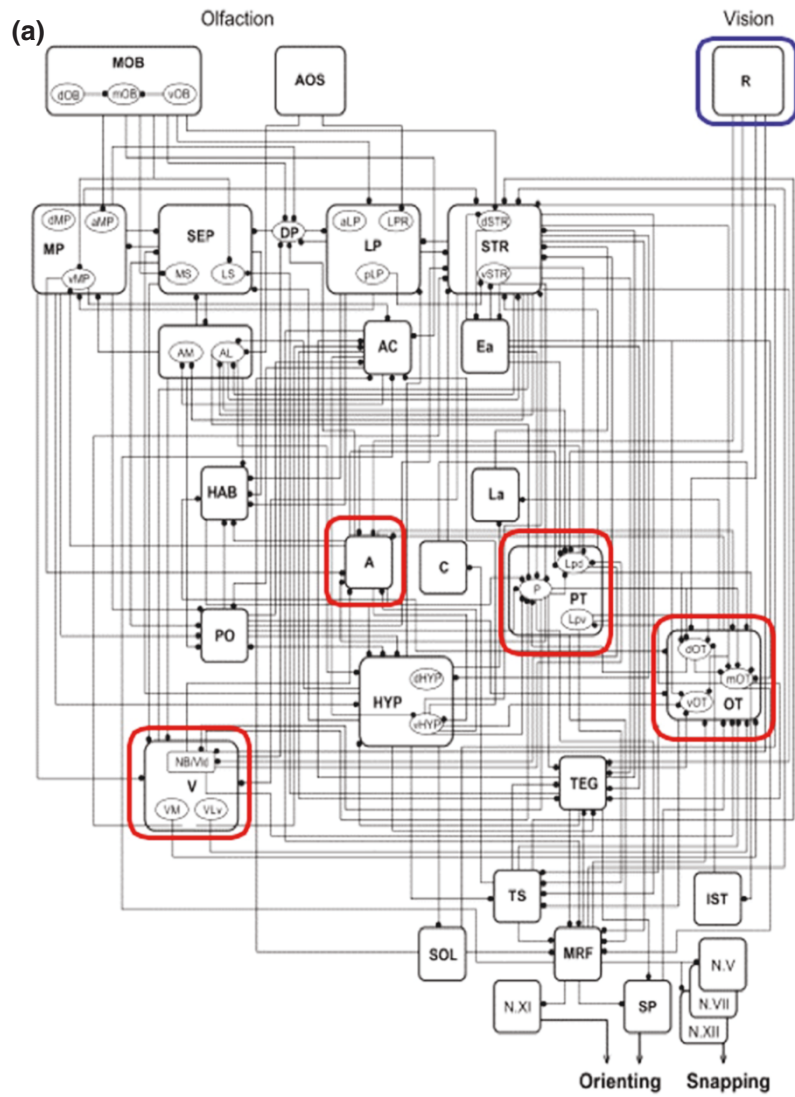 (a)
Olfaction
Vision
MOB
dOB mOB vOB
AOS
R
dMP aMP
MP
vMP
SEP
MS LS
DP
aLP LPR
LP
pLP
dSTR
STR
vSTR
AM AL
AC
Ea
HAB
La
A
C
Lpd
P
PT
Lpv
PO
dOT
mOT
vOT
OT
dHYP
HYP
vHYP
NB/Vld
V
VM VLv
TEG
TS
IST
SOL
MRF
N.V
N.VII
N.XII
N.XI
SP
Orienting
Snapping